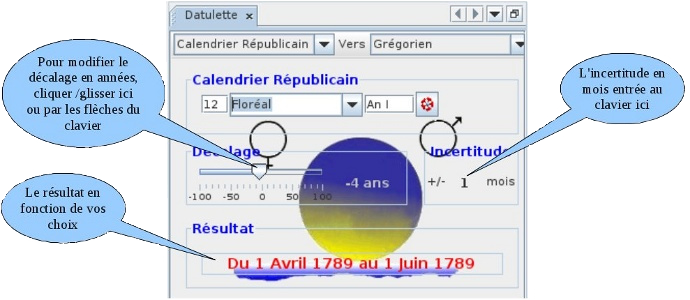 Datulette
Calendrier Républicain Vers Grégorien
Pour modifier le
décalage en années,
cliquer /glisser ici
ou par les flèches du
clavier
L'incertitude en
mois entrée au
clavier ici
Calendrier Républicain
12 Floréal An I
Décalage
Incertitude
-4 ans
+/- 1 mois
-100 -50 0 50 100
Le résultat en
fonction de vos
choix
Résultat
Du 1 Avril 1789 au 1 Juin 1789